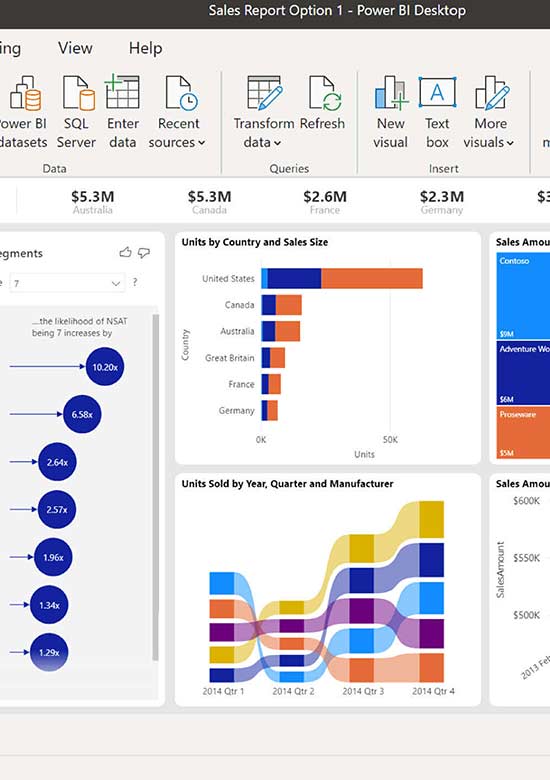 Sales Report Option 1 - Power BI Desktop
ing View Help
Power BI
datasets
SQL
Server
Enter
data
Recent
sources
Transform
data
Refresh
New
visual
Text
box
A
More
visuals
m
Data Queries Insert
$5.3M
Australia
$5.3M
Canada
$2.6M
France
$2.3M
Germany
$3
egments
e 7 ?
....the likelihood of NSAT
being 7 increases by
10.20x
6.58x
2.64x
2.57x
1.96x
1.34x
1.29x
Units by Country and Sales Size
Country
United States
Canada
Australia
Great Britain
France
Germany
0K 50K
Units
Sales Amou
Contoso
$9M
Adventure Wo
$6M
Proseware
$5M
Units Sold by Year, Quarter and Manufacturer
2014 Qtr 1 2014 Qtr 2 2014 Qtr 3 2014 Qtr 4
Sales Amou
$600K
$550K
$500K
SalesAmount
2013 Feb